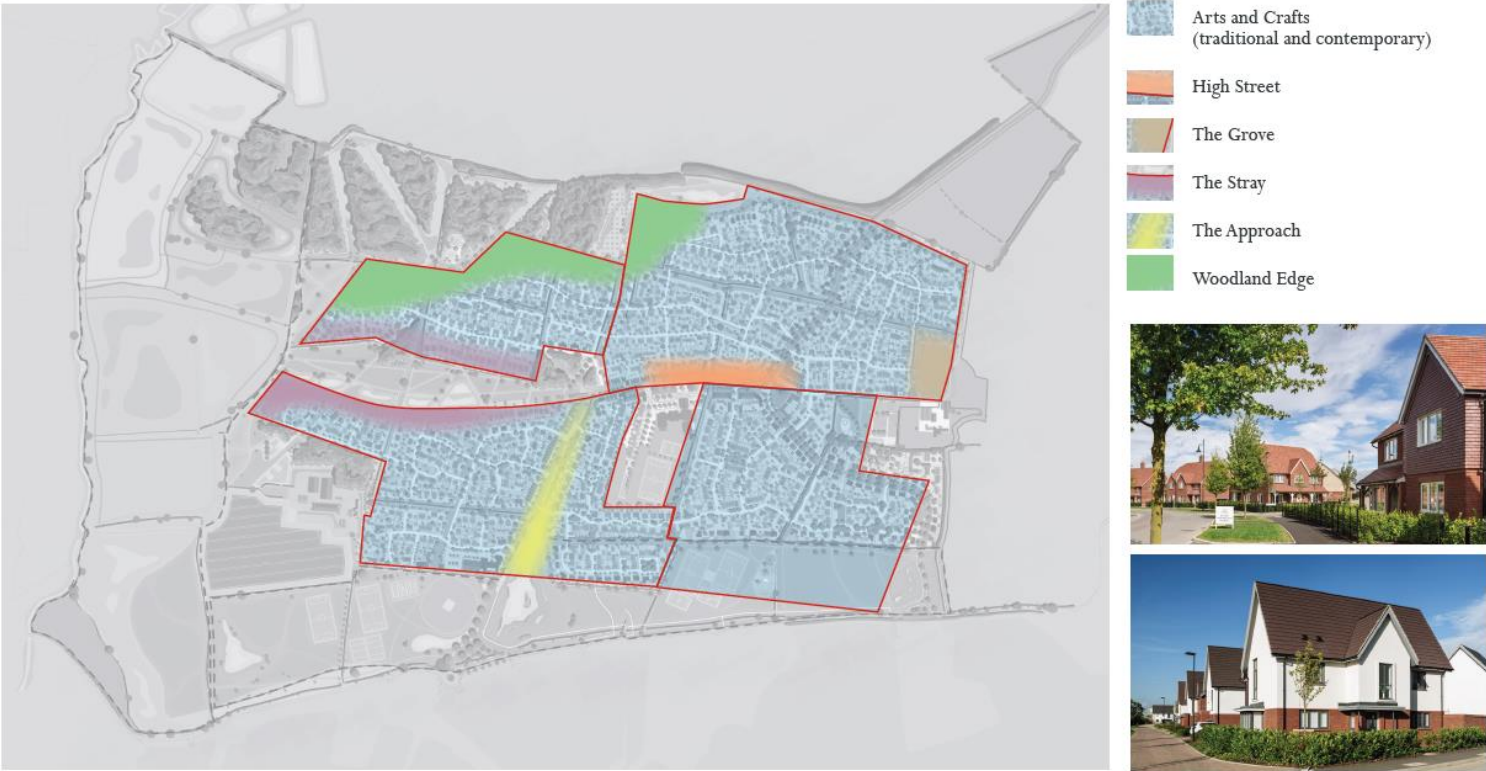 Arts and Crafts
(traditional and contemporary)
High Street
The Grove
The Stray
The Approach
Woodland Edge